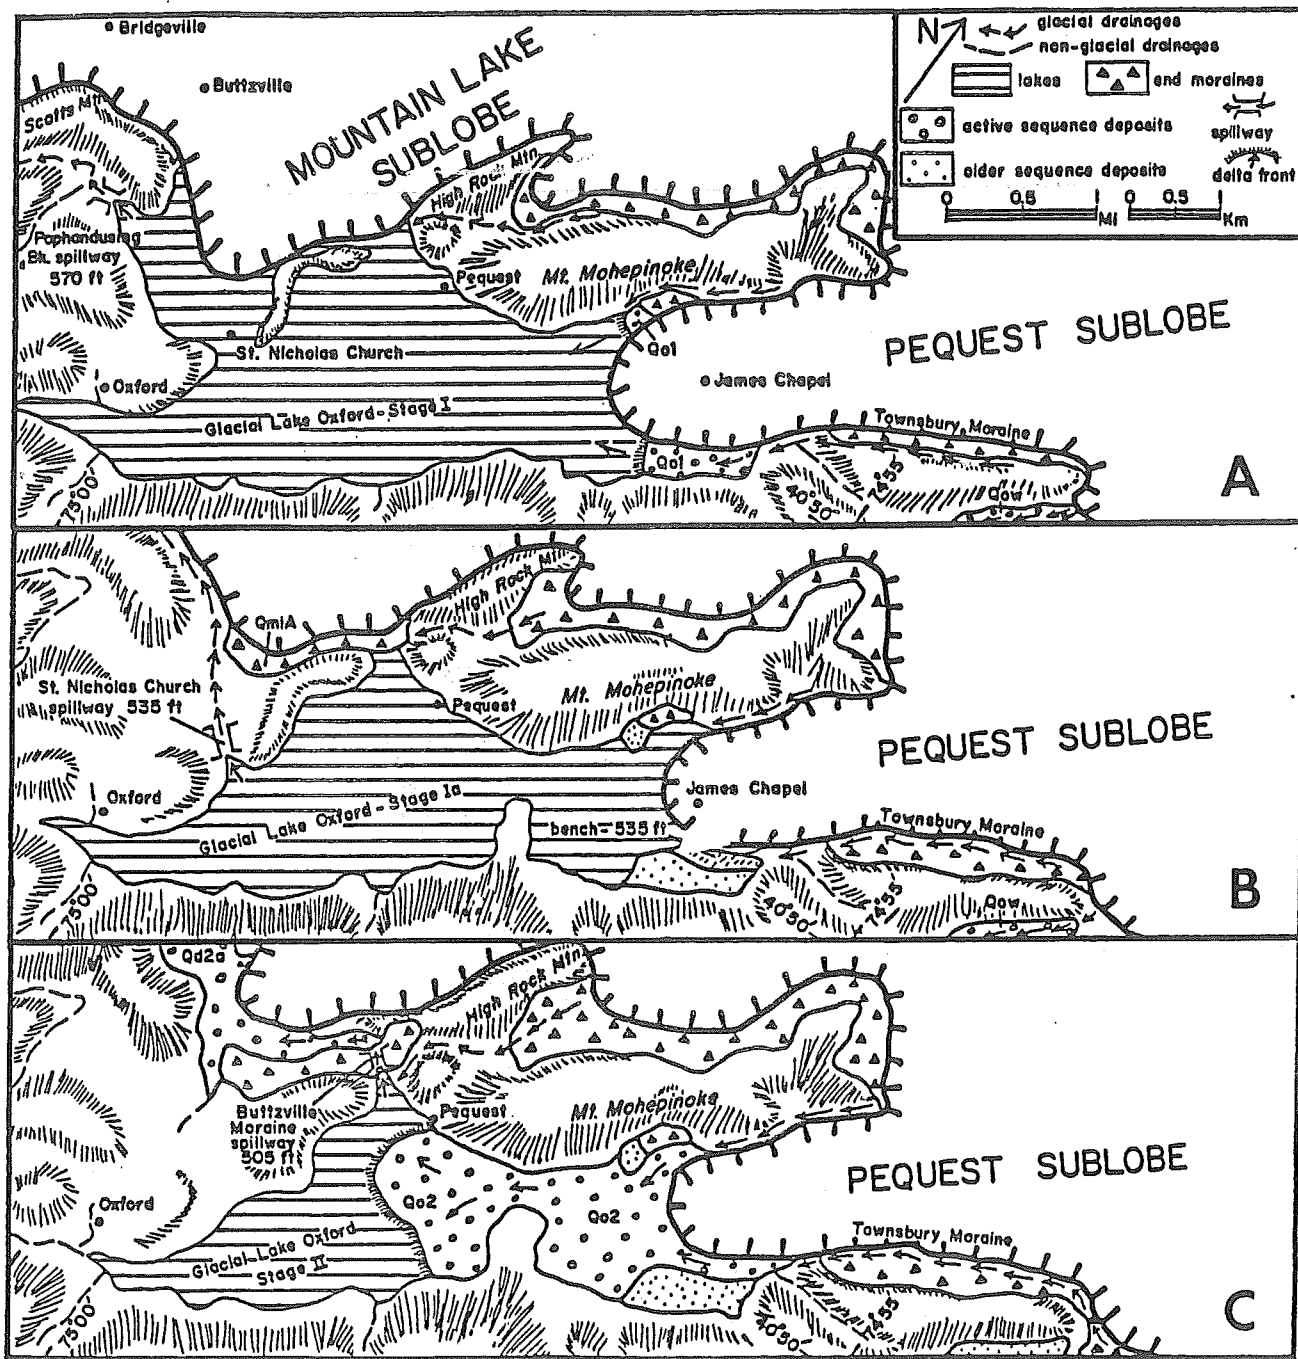 Bridgeville
Buttzville
Scotts Mt.
MOUNTAIN LAKE
SUBLOBE
High Rock Mtn.
N
glacial drainages
non-glacial drainages
lakes
end moraines
active sequence deposits
spillway
older sequence deposits
delta front
0 0.5 1
Mi
0 0.5 1
Km
Pophandusing
Bk. spillway
570 ft
Pequest
Mt. Mohepinoke
PEQUEST SUBLOBE
Qo1
St. Nicholas Church
Oxford
James Chapel
Glacial Lake Oxford-Stage I
Townsbury Moraine
Qo1
75°00'
40°50'
74°55'
Qow
A
High Rock Mt.
QmlA
St. Nicholas Church
spillway 535 ft
Mt. Mohepinoke
Pequest
PEQUEST SUBLOBE
Oxford
James Chapel
Glacial Lake Oxford - Stage Ia
bench-535 ft
Townsbury Moraine
75°00'
40°50'
74°55'
Qow
B
Qd2a
High Rock Mtn.
Buttzville
Moraine
spillway
505 ft
Pequest
Mt. Mohepinoke
PEQUEST SUBLOBE
Qo2
Qo2
Oxford
Glacial Lake Oxford
Stage II
Townsbury Moraine
75°00'
40°50'
74°55'
C